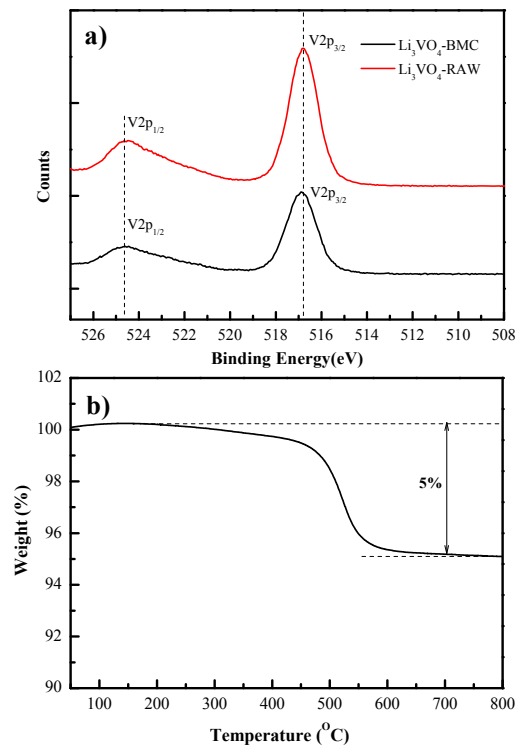 a)
V2p3/2
Li3VO4-BMC
Li3VO4-RAW
V2p1/2
V2p3/2
V2p1/2
Counts
526 524 522 520 518 516 514 512 510 508
Binding Energy(eV)
b)
102
100
98
96
94
92
90
5%
Weight (%)
100 200 300 400 500 600 700 800
Temperature (OC)